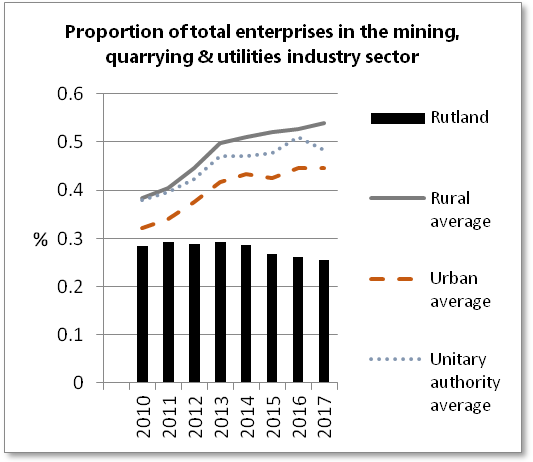 Proportion of total enterprises in the mining,
quarrying & utilities industry sector
0.6
0.5
0.4
0.3
0.2
0.1
0
%
2010
2011
2012
2013
2014
2015
2016
2017
Rutland
Rural
average
Urban
average
Unitary
authority
average